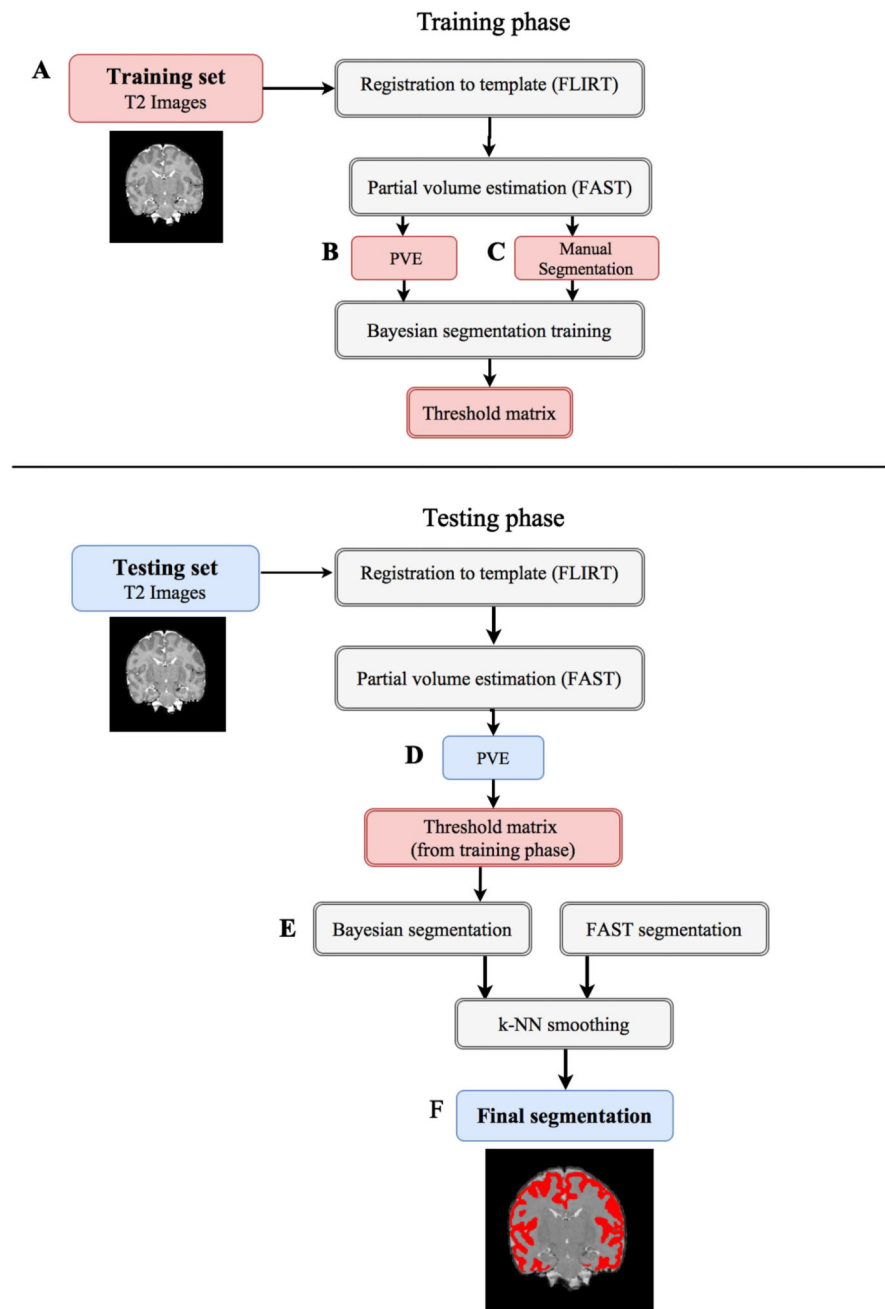 Training phase
A
Training set
T2 Images
Registration to template (FLIRT)
Partial volume estimation (FAST)
B
PVE
C
Manual
Segmentation
Bayesian segmentation training
Threshold matrix
Testing phase
Testing set
T2 Images
Registration to template (FLIRT)
Partial volume estimation (FAST)
D
PVE
Threshold matrix
(from training phase)
E
Bayesian segmentation
FAST segmentation
k-NN smoothing
F
Final segmentation